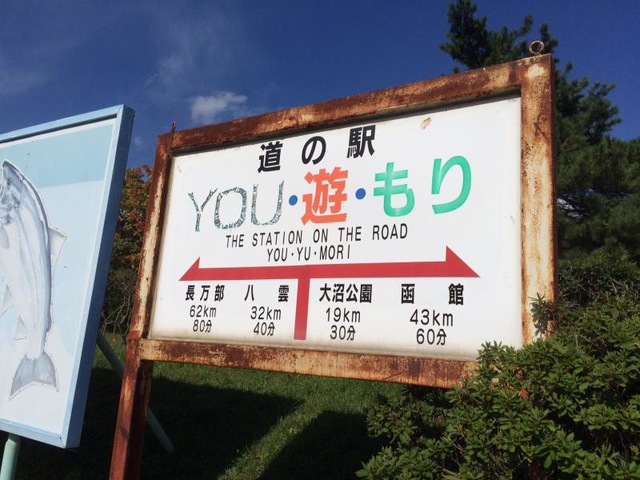 道の駅
YOU・遊・もり
THE STATION ON THE ROAD
YOU・YU・MORI
長万部 八雲 大沼公園 函館
62km 32km 19km 43km
80分 40分 30分 60分